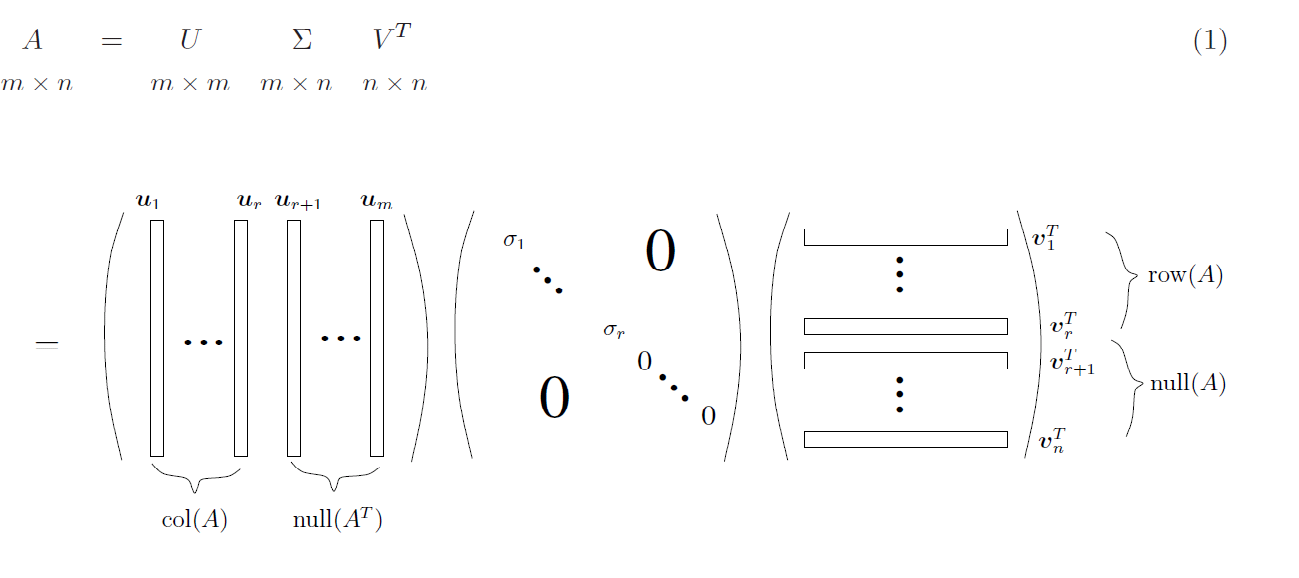 A = U Σ V^T (1)
m × n m × m m × n n × n
u_1 u_r u_{r+1} u_m
σ_1 0 v_1^T
⋱ ⋮ row(A)
= ⋯ ⋯ σ_r v_r^T
0 v_{r+1}^T
0 ⋱ ⋮ null(A)
0 v_n^T
col(A) null(A^T)